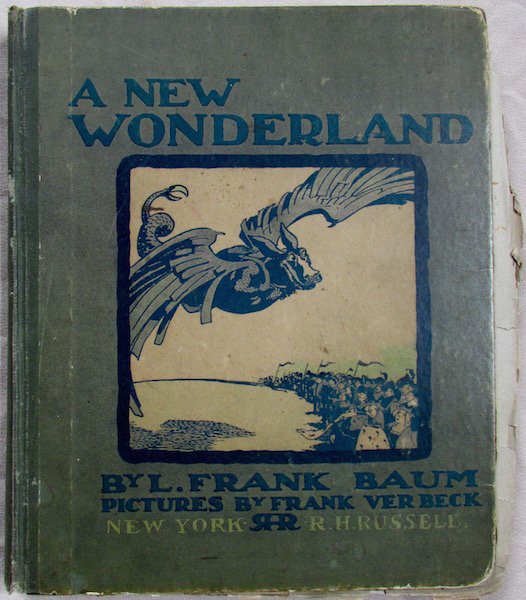 A NEW
WONDERLAND
BY L. FRANK BAUM
PICTURES BY FRANK VER BECK
NEW YORK RHR R.H. RUSSELL.